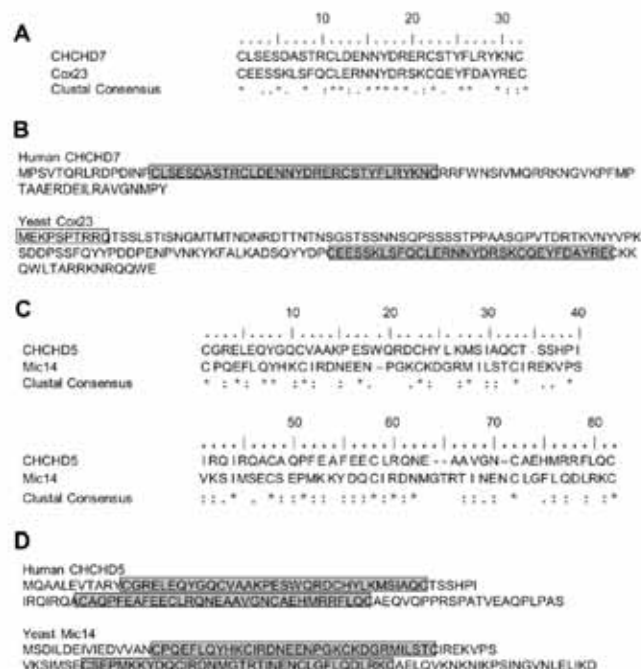 A
10 20 30
CHCHD7 CLSESDASTRCLDENNYDRERCSTYFLRYKNC
Cox23 CEESSKLSFQCLERNNYDRSKCQEYFDAYREC
Clustal Consensus
B
Human CHCHD7
MPSVTQRLRDPDINPCLSESDASTRCLDENNYDRERCSTYFLRYKNCRRFWNSIVMQRRKNGVKPFMP
TAAERDEILRAVGNMPY
Yeast Cox23
MEKPSPTRRQTSSLSTISNGMTMTNDNRDTTNTNSGSTSSNNSQPSSSSTPPAASGPVTDRTKVNYVPK
SDDPSSFQYYPDDPENPVNKYKFALKADSQYYDPCEESSKLSFQCLERNNYDRSKCQEYFDAYRECKK
QWLTARRKNRQQWE
C
10 20 30 40
CHCHD5 CGRELEQYGQCVAAKPESWQRDCHYLKMSIAQCT-SSHPI
Mic14 CPQEFLQYHKCIRDNEEN-PGKCKDGRMILSTCIREKVPS
Clustal Consensus
50 60 70 80
CHCHD5 IRQIRQACAQPFEAFEECLRQNE--AAVGN-CAEHMRRFLQC
Mic14 VKSIMSECSEPMKKYDQCIRDNMGTRTINENCLGFLQDLRKC
Clustal Consensus
D
Human CHCHD5
MQAALEVTARYCGRELEQYGQCVAAKPESWQRDCHYLKMSIAQCTSSHPI
IRQIRQACAQPFEAFEECLRQNEAAVGNCAEHMRRFLQCAEQVQPPRSPATVEAQPLPAS
Yeast Mic14
MSDILDEIVIEDVVANCPQEFLQYHKCIRDNEENPGKCKDGRMILSTCIREKVPS
VKSIMSECSEPMKKYDQCIRDNMGTRTINENCLGFLQDLRKCAELQVKNKNIKPSINGVNLELIKD